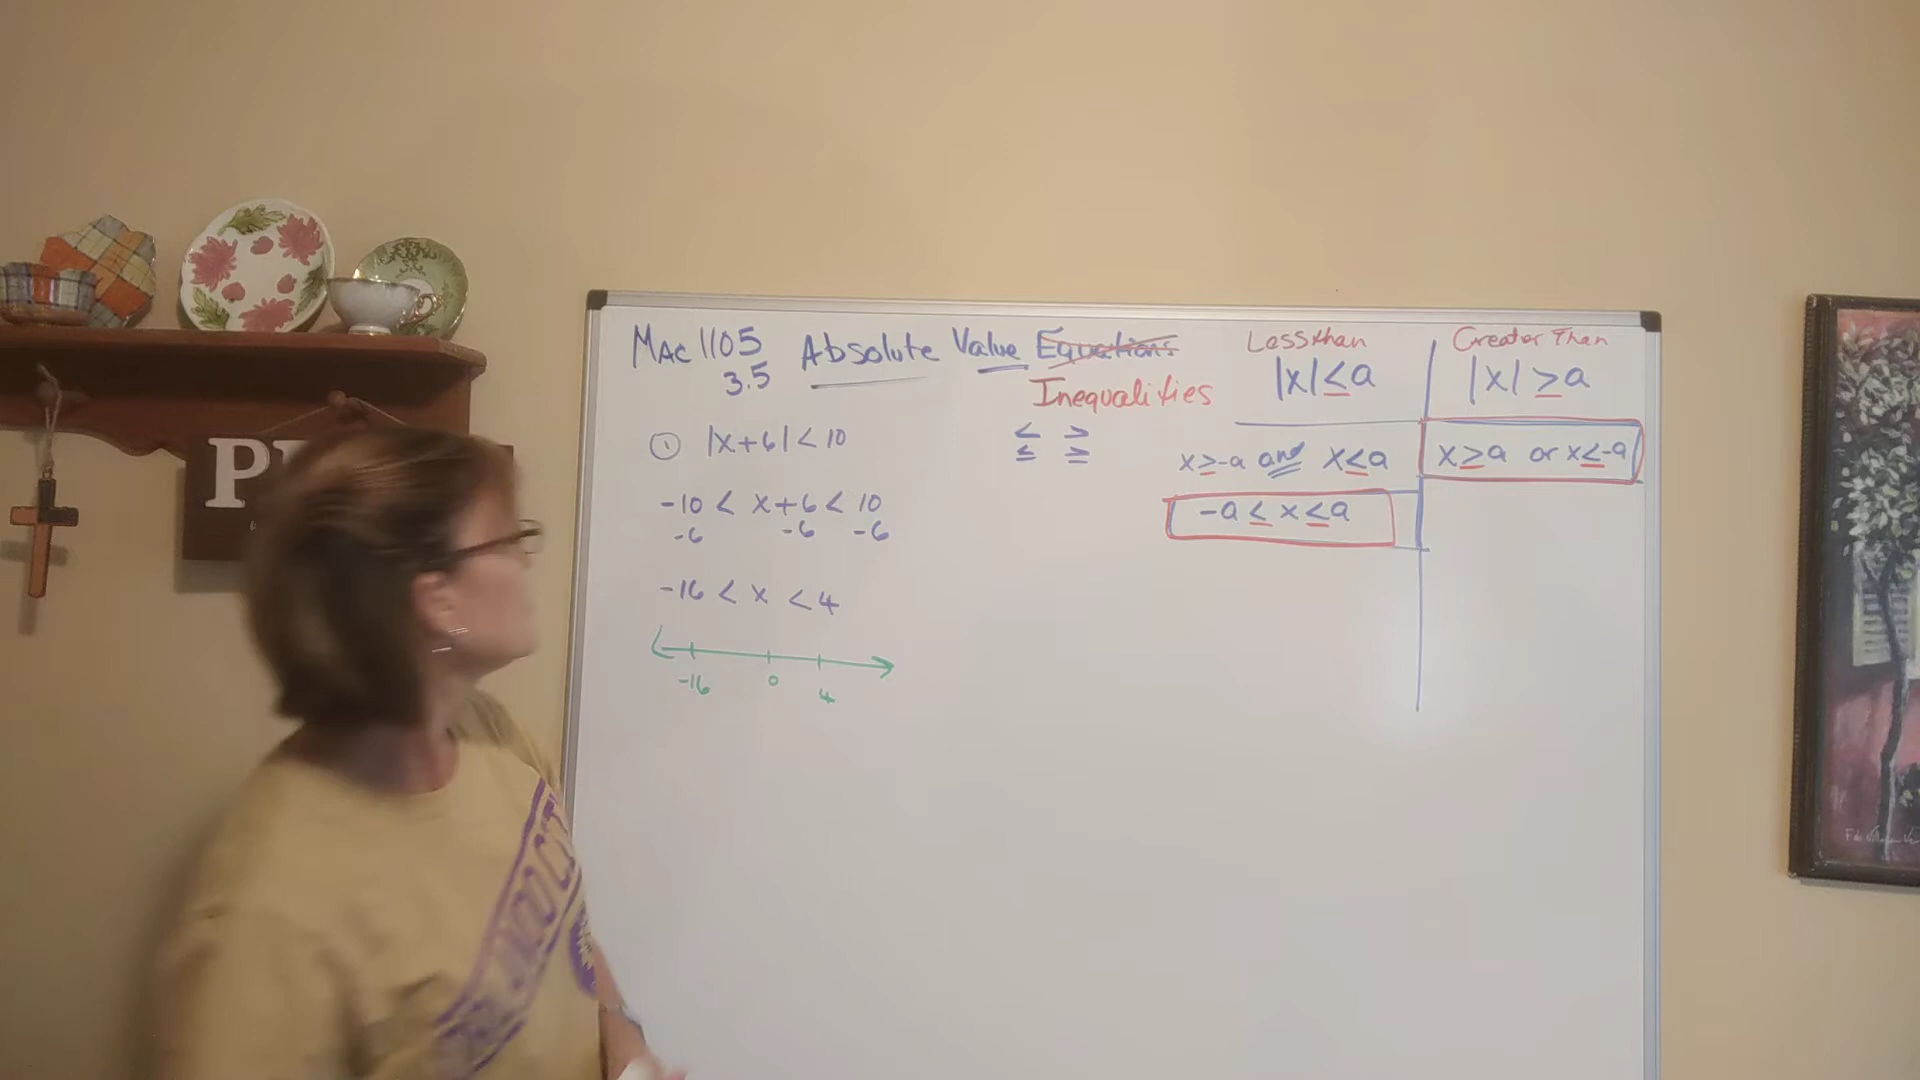 MAC 1105 Absolute Value Equations
3.5
Inequalities
Less than
Greater Than
|x| ≤ a
|x| ≥ a
x ≥ -a and x ≤ a
x ≥ a or x ≤ -a
-a ≤ x ≤ a
< >
≤ ≥
① |x+6| < 10
-10 < x+6 < 10
-6 -6 -6
-16 < x < 4
-16 0 4
P